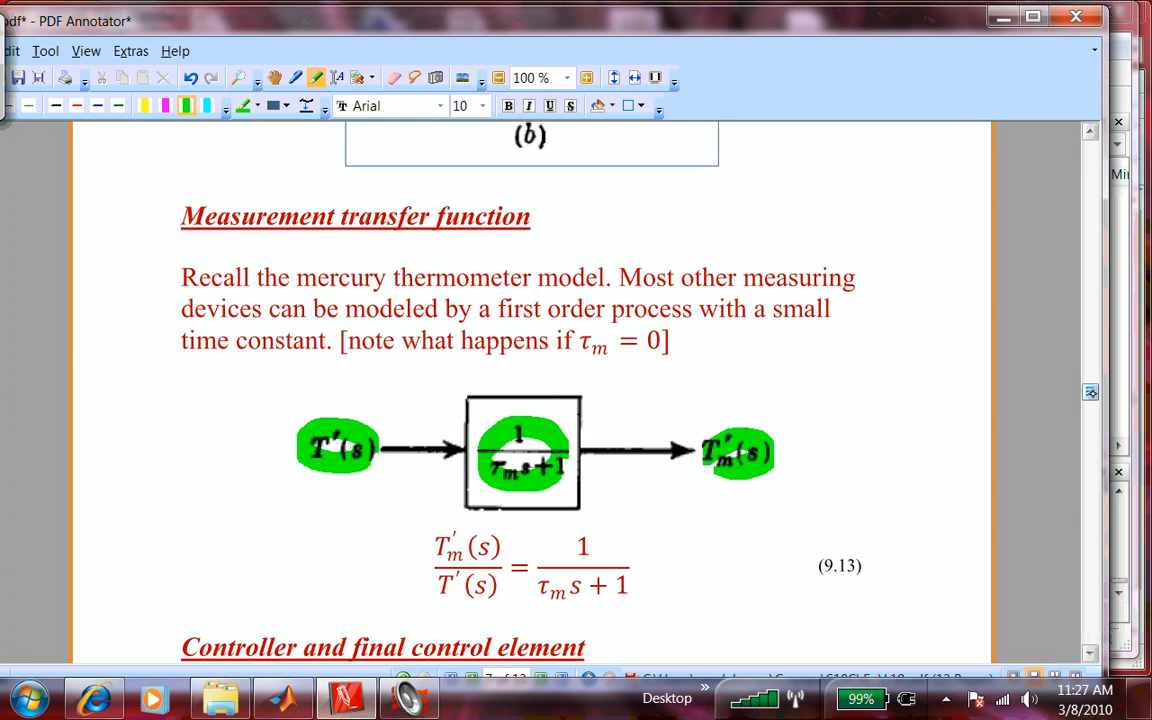 pdf* - PDF Annotator*
dit Tool View Extras Help
100 %
Arial 10 B I U S
(b)
Mi
Measurement transfer function
Recall the mercury thermometer model. Most other measuring
devices can be modeled by a first order process with a small
time constant. [note what happens if τm = 0]
T′(s) 1/(τms+1) T′m(s)
T′m(s)/T′(s) = 1/(τms + 1) (9.13)
Controller and final control element
Desktop » 99% 11:27 AM
3/8/2010